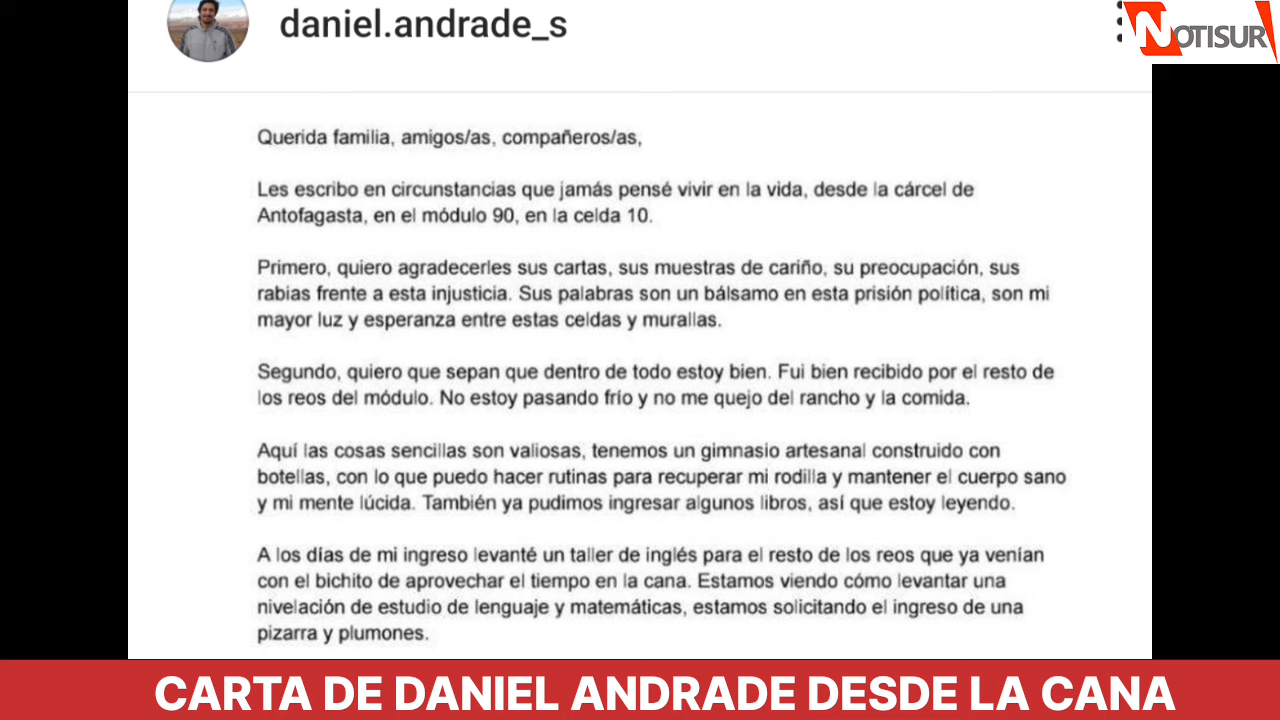 daniel.andrade_s
NOTISUR
Querida familia, amigos/as, compañeros/as,
Les escribo en circunstancias que jamás pensé vivir en la vida, desde la cárcel de
Antofagasta, en el módulo 90, en la celda 10.
Primero, quiero agradecerles sus cartas, sus muestras de cariño, su preocupación, sus
rabias frente a esta injusticia. Sus palabras son un bálsamo en esta prisión política, son mi
mayor luz y esperanza entre estas celdas y murallas.
Segundo, quiero que sepan que dentro de todo estoy bien. Fui bien recibido por el resto de
los reos del módulo. No estoy pasando frío y no me quejo del rancho y la comida.
Aquí las cosas sencillas son valiosas, tenemos un gimnasio artesanal construido con
botellas, con lo que puedo hacer rutinas para recuperar mi rodilla y mantener el cuerpo sano
y mi mente lúcida. También ya pudimos ingresar algunos libros, así que estoy leyendo.
A los días de mi ingreso levanté un taller de inglés para el resto de los reos que ya venían
con el bichito de aprovechar el tiempo en la cana. Estamos viendo cómo levantar una
nivelación de estudio de lenguaje y matemáticas, estamos solicitando el ingreso de una
pizarra y plumones.
CARTA DE DANIEL ANDRADE DESDE LA CANA